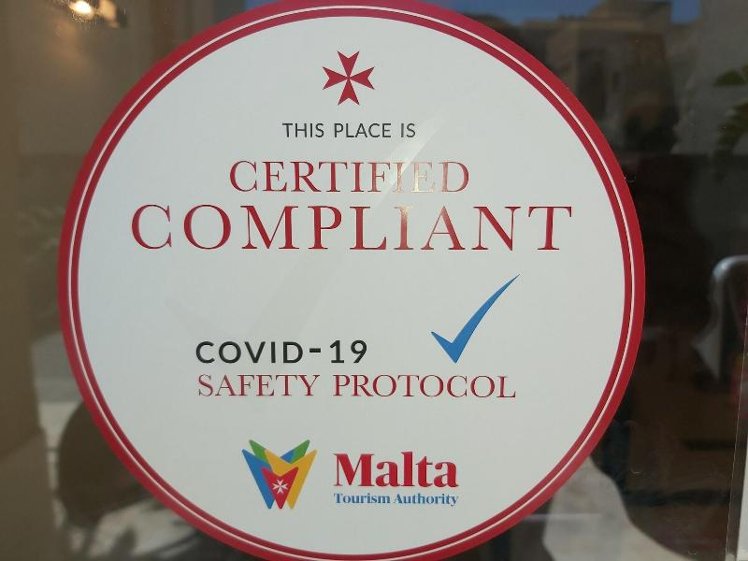 THIS PLACE IS
CERTIFIED
COMPLIANT
COVID-19
SAFETY PROTOCOL
Malta
Tourism Authority